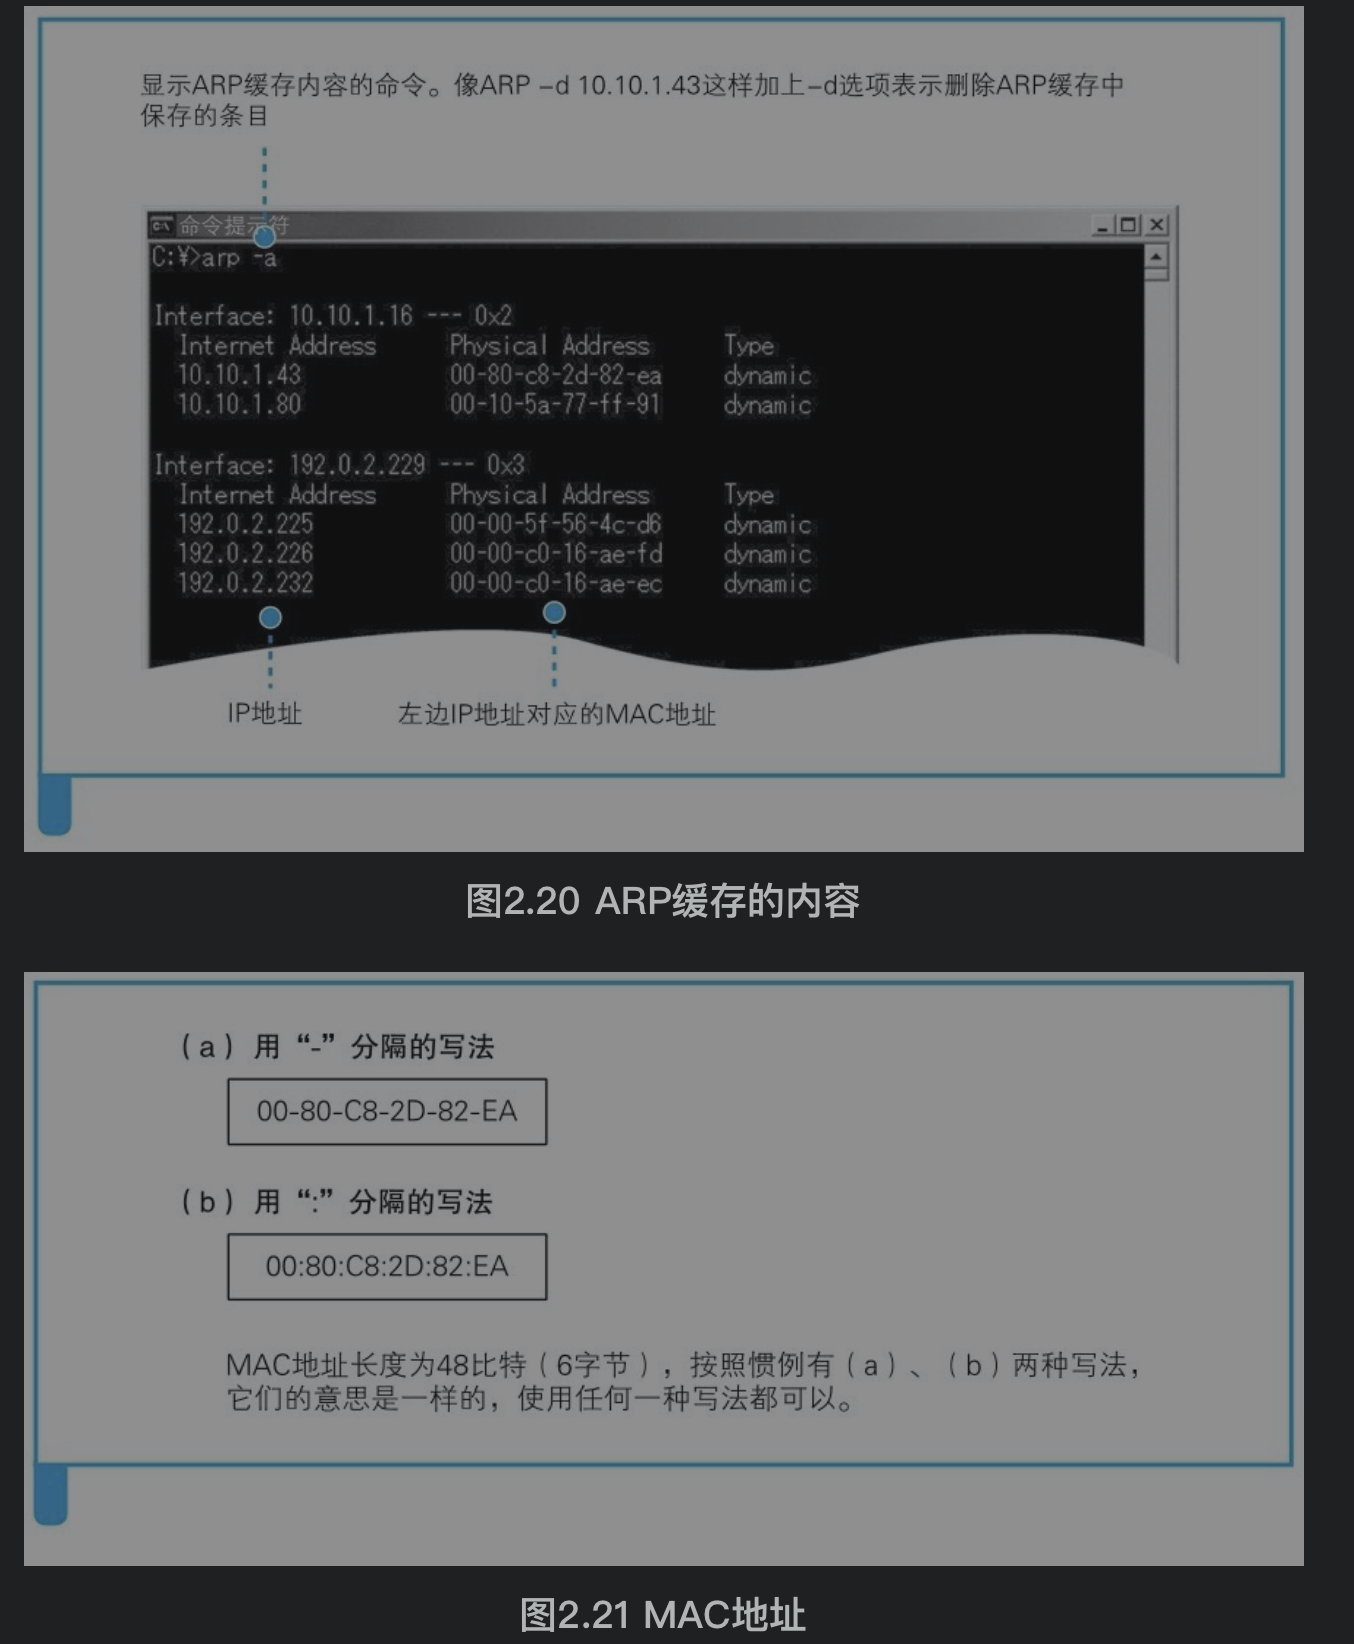 显示ARP缓存内容的命令。像ARP –d 10.10.1.43这样加上–d选项表示删除ARP缓存中
保存的条目
命令提示符
C:¥>arp -a
Interface: 10.10.1.16 --- 0x2
Internet Address Physical Address Type
10.10.1.43 00-80-c8-2d-82-ea dynamic
10.10.1.80 00-10-5a-77-ff-91 dynamic
Interface: 192.0.2.229 --- 0x3
Internet Address Physical Address Type
192.0.2.225 00-00-5f-56-4c-d6 dynamic
192.0.2.226 00-00-c0-16-ae-fd dynamic
192.0.2.232 00-00-c0-16-ae-ec dynamic
IP地址 左边IP地址对应的MAC地址
图2.20 ARP缓存的内容
（a）用“-”分隔的写法
00-80-C8-2D-82-EA
（b）用“:”分隔的写法
00:80:C8:2D:82:EA
MAC地址长度为48比特（6字节），按照惯例有（a）、（b）两种写法，
它们的意思是一样的，使用任何一种写法都可以。
图2.21 MAC地址